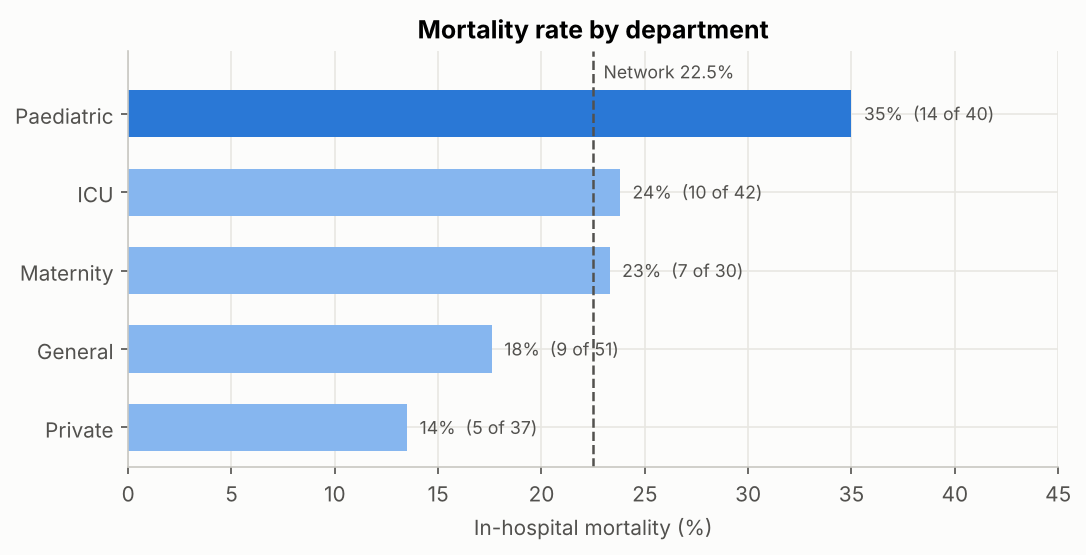 Mortality rate by department
Network 22.5%
Paediatric 35% (14 of 40)
ICU 24% (10 of 42)
Maternity 23% (7 of 30)
General 18% (9 of 51)
Private 14% (5 of 37)
0 5 10 15 20 25 30 35 40 45
In-hospital mortality (%)